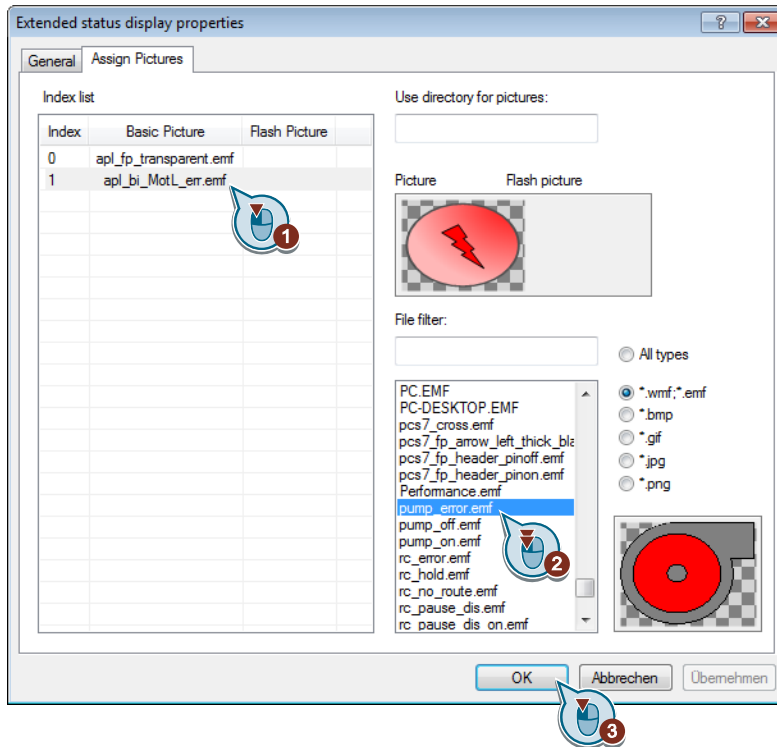 Extended status display properties
General
Assign Pictures
Index list
Index Basic Picture Flash Picture
0 apl_fp_transparent.emf
1 apl_bi_MotL_err.emf
1
Use directory for pictures:
Picture Flash picture
File filter:
All types
*.wmf;*.emf
*.bmp
*.gif
*.jpg
*.png
PC.EMF
PC-DESKTOP.EMF
pcs7_cross.emf
pcs7_fp_arrow_left_thick_bla
pcs7_fp_header_pinoff.emf
pcs7_fp_header_pinon.emf
Performance.emf
pump_error.emf
pump_off.emf
pump_on.emf
rc_error.emf
rc_hold.emf
rc_no_route.emf
rc_pause_dis.emf
rc_pause_dis_on.emf
2
OK Abbrechen Übernehmen
3